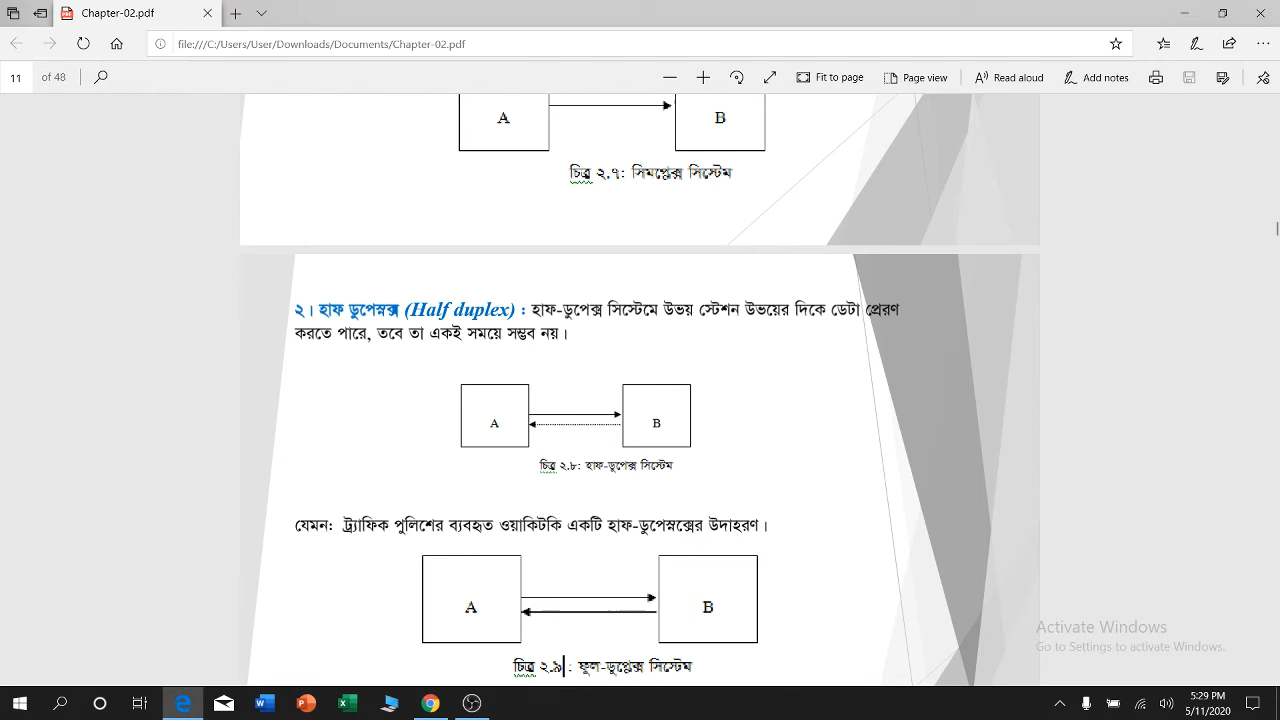 Chapter-02.pdf
file:///C:/Users/User/Downloads/Documents/Chapter-02.pdf
11 of 48
Fit to page
Page view
Read aloud
Add notes
A
B
চিত্র ২.৭: সিমপ্লেক্স সিস্টেম
২। হাফ ডুপেস্নক্স (Half duplex) : হাফ-ডুপেক্স সিস্টেমে উভয় স্টেশন উভয়ের দিকে ডেটা প্রেরণ
করতে পারে, তবে তা একই সময়ে সম্ভব নয়।
A
B
চিত্র ২.৮: হাফ-ডুপেক্স সিস্টেম
যেমন: ট্র্যাফিক পুলিশের ব্যবহৃত ওয়াকিটকি একটি হাফ-ডুপেস্নক্সের উদাহরণ।
A
B
চিত্র ২.৯: ফুল-ডুপ্লেক্স সিস্টেম
Activate Windows
Go to Settings to activate Windows.
5:29 PM
5/11/2020